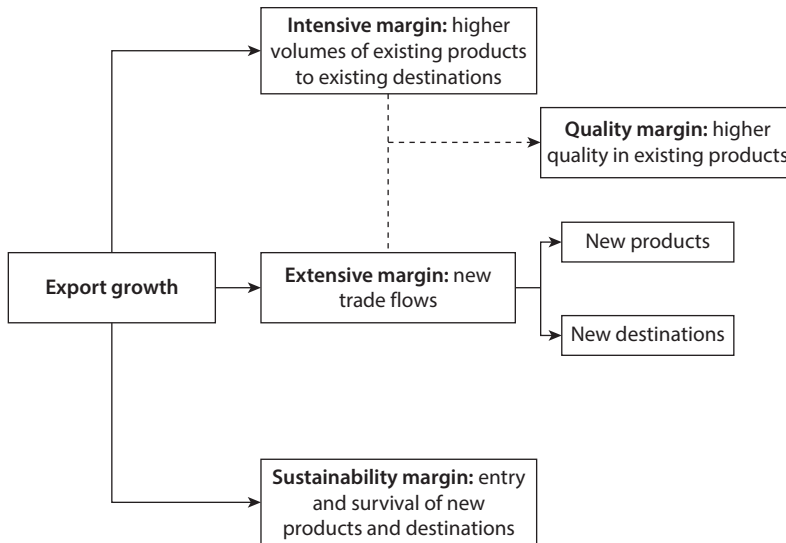 Intensive margin: higher
volumes of existing products
to existing destinations
Quality margin: higher
quality in existing products
New products
Export growth
Extensive margin: new
trade flows
New destinations
Sustainability margin: entry
and survival of new
products and destinations